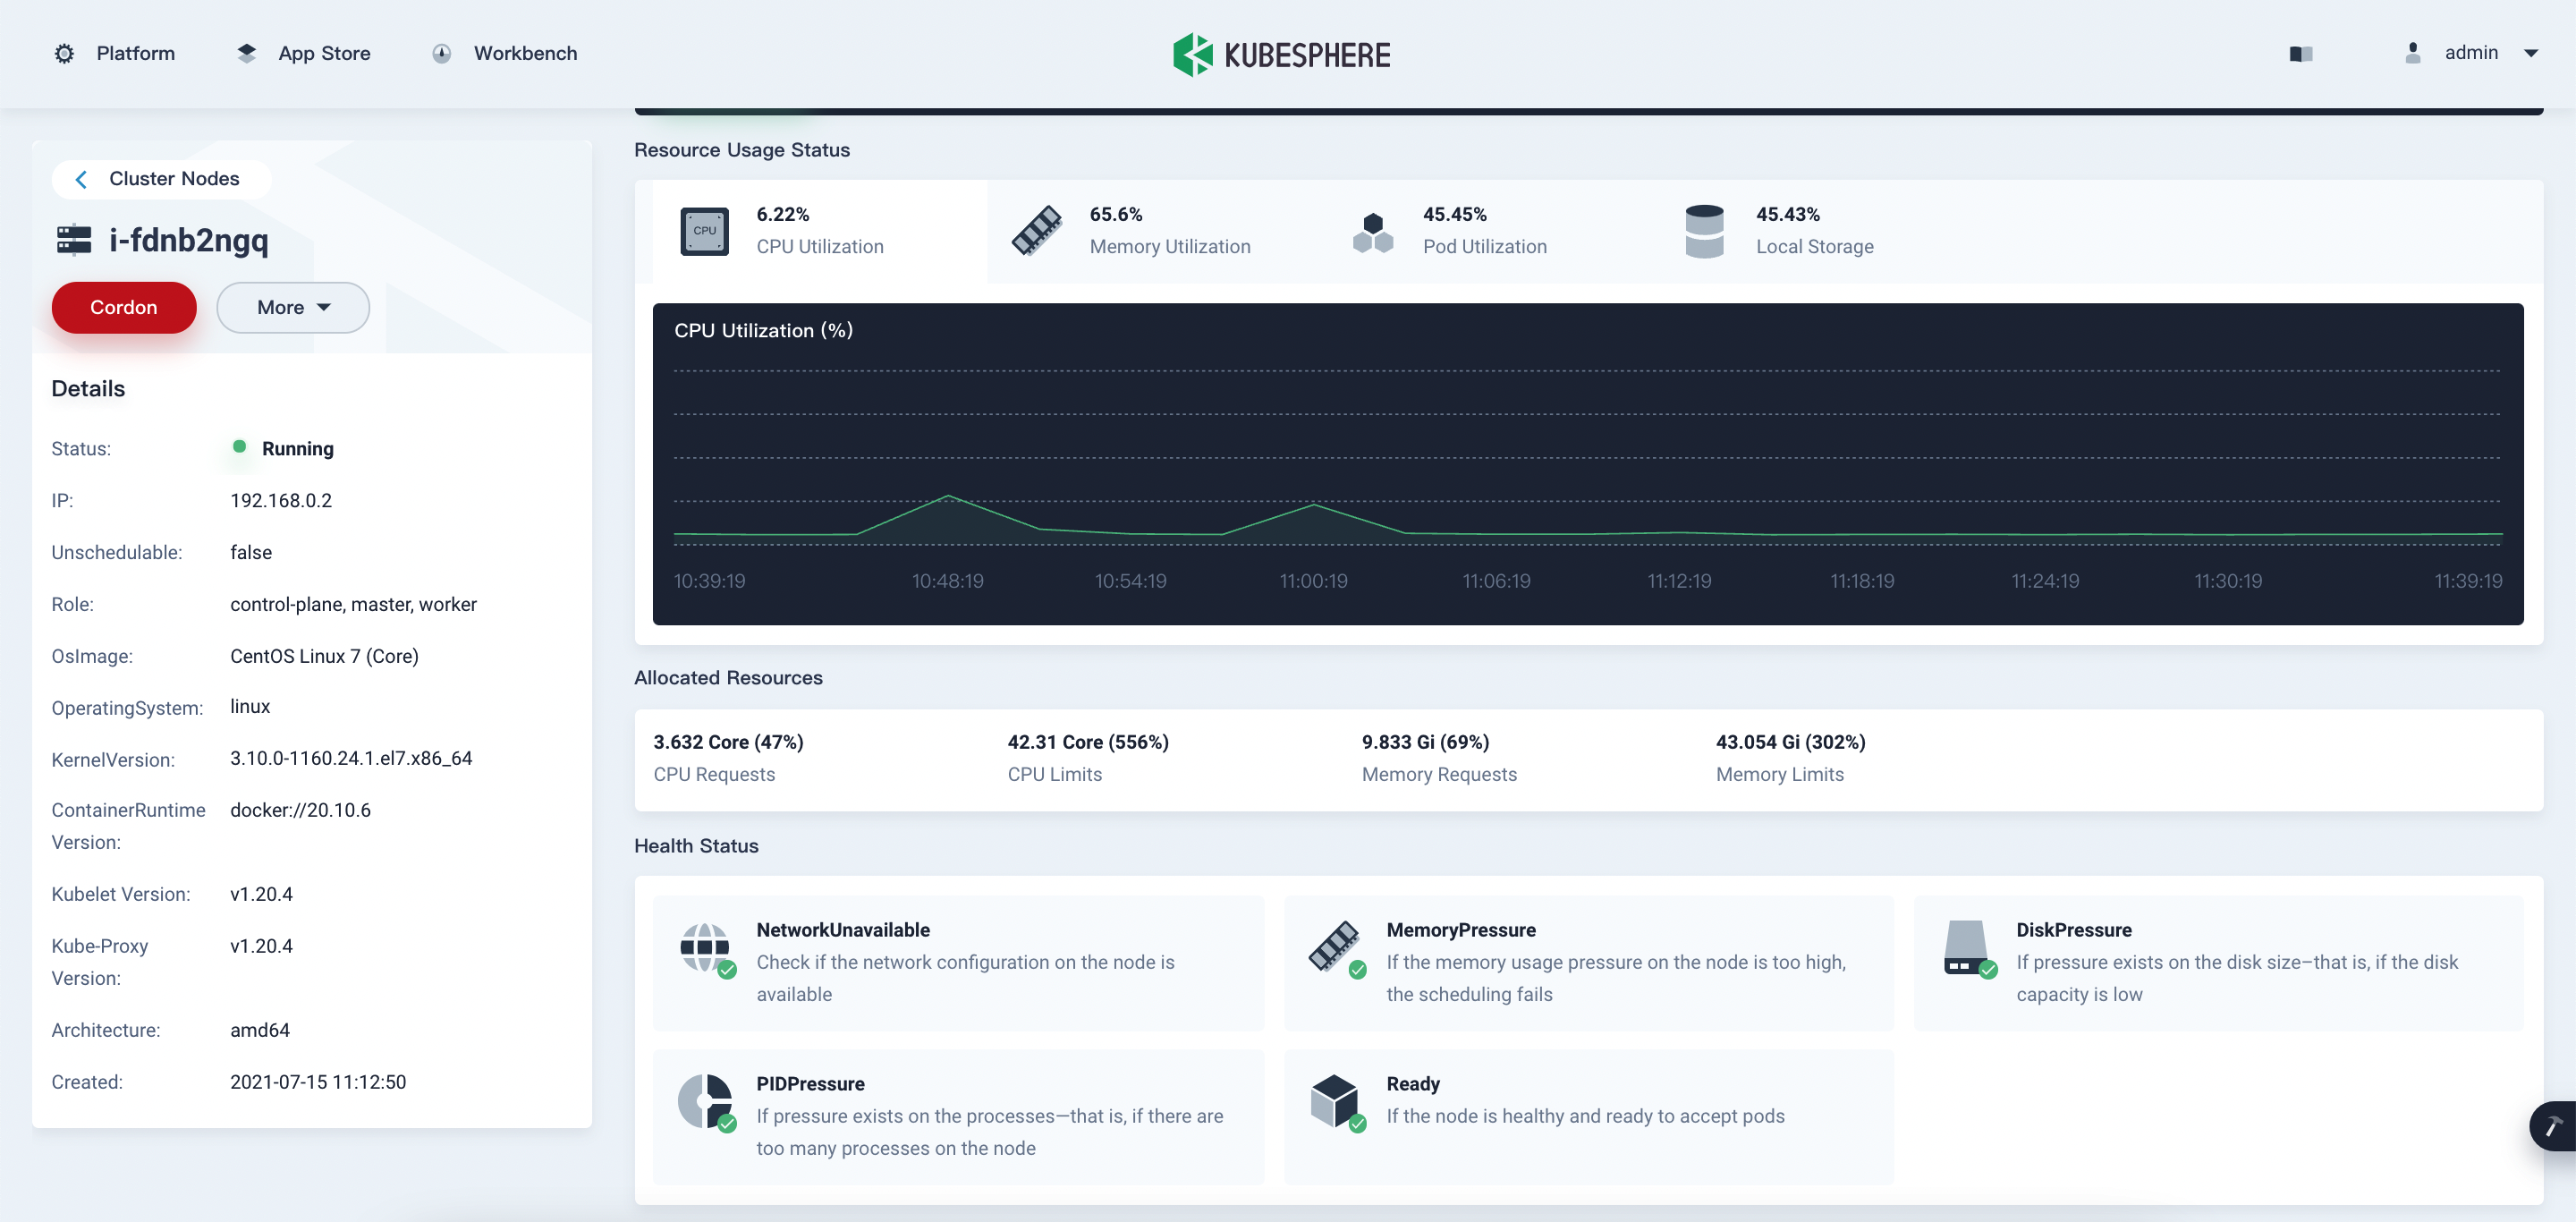 Platform
App Store
Workbench
KUBESPHERE
admin
Cluster Nodes
i-fdnb2ngq
Cordon
More
Details
Status: Running
IP: 192.168.0.2
Unschedulable: false
Role: control-plane, master, worker
OsImage: CentOS Linux 7 (Core)
OperatingSystem: linux
KernelVersion: 3.10.0-1160.24.1.el7.x86_64
ContainerRuntime docker://20.10.6
Version:
Kubelet Version: v1.20.4
Kube-Proxy v1.20.4
Version:
Architecture: amd64
Created: 2021-07-15 11:12:50
Resource Usage Status
CPU
6.22%
CPU Utilization
65.6%
Memory Utilization
45.45%
Pod Utilization
45.43%
Local Storage
CPU Utilization (%)
10:39:19 10:48:19 10:54:19 11:00:19 11:06:19 11:12:19 11:18:19 11:24:19 11:30:19 11:39:19
Allocated Resources
3.632 Core (47%)
CPU Requests
42.31 Core (556%)
CPU Limits
9.833 Gi (69%)
Memory Requests
43.054 Gi (302%)
Memory Limits
Health Status
NetworkUnavailable
Check if the network configuration on the node is
available
MemoryPressure
If the memory usage pressure on the node is too high,
the scheduling fails
DiskPressure
If pressure exists on the disk size–that is, if the disk
capacity is low
PIDPressure
If pressure exists on the processes—that is, if there are
too many processes on the node
Ready
If the node is healthy and ready to accept pods